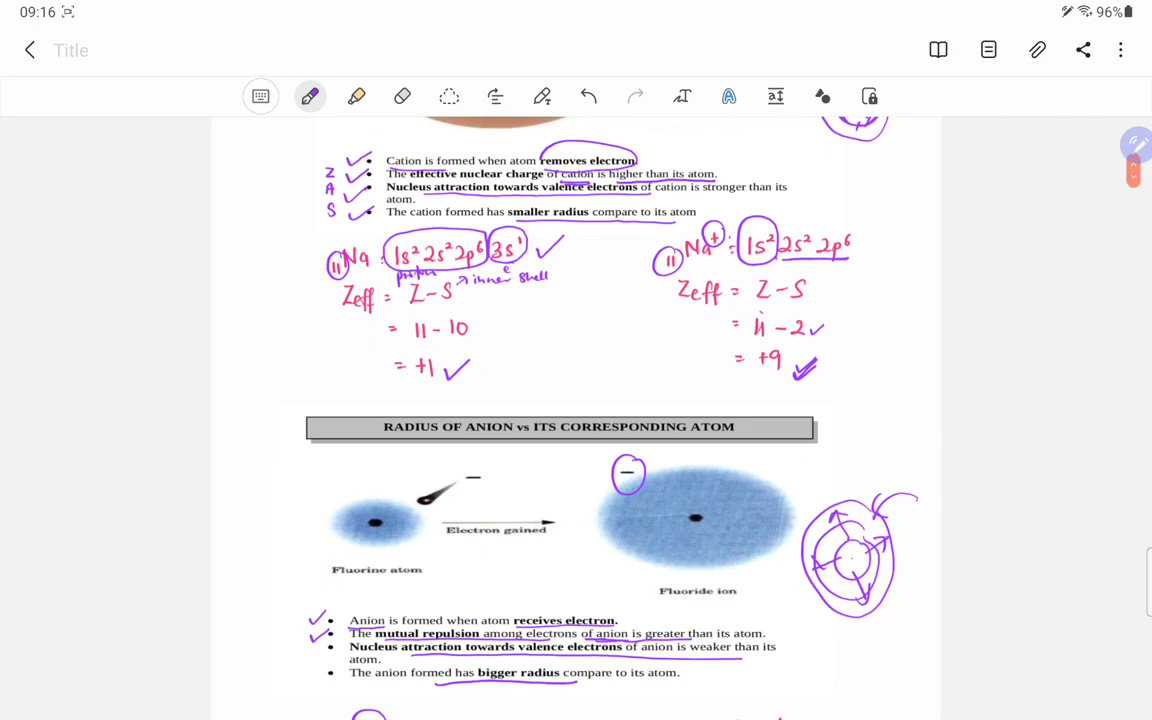 09:16
96%
Title
• Cation is formed when atom removes electron.
Z • The effective nuclear charge of cation is higher than its atom.
A • Nucleus attraction towards valence electrons of cation is stronger than its
atom.
S • The cation formed has smaller radius compare to its atom
11Na : 1s² 2s² 2p⁶ 3s¹
proton
inner shell e
Zeff = Z - S
= 11 - 10
= +1
11Na⁺ : 1s² 2s² 2p⁶
Zeff = Z - S
= 11 - 2
= +9
RADIUS OF ANION vs ITS CORRESPONDING ATOM
−
Electron gained
−
Fluorine atom
Fluoride ion
• Anion is formed when atom receives electron.
• The mutual repulsion among electrons of anion is greater than its atom.
• Nucleus attraction towards valence electrons of anion is weaker than its
atom.
• The anion formed has bigger radius compare to its atom.